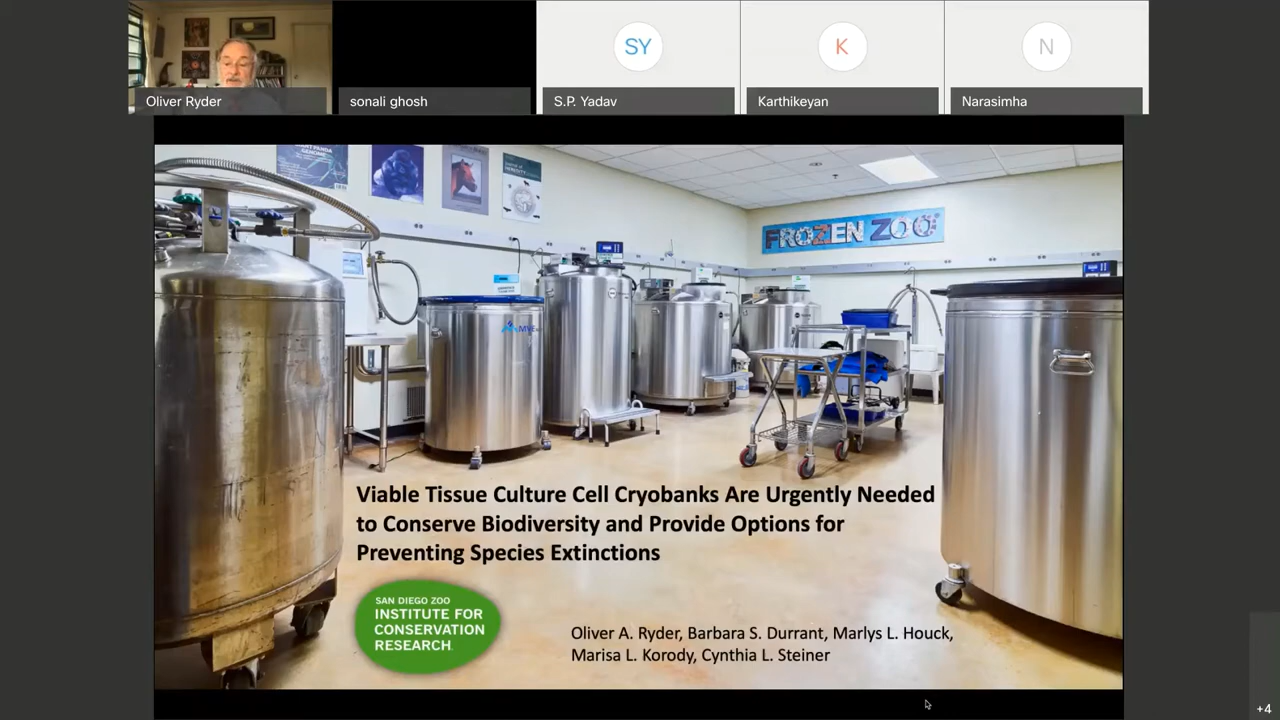 SY
K
N
Oliver Ryder
sonali ghosh
S.P. Yadav
Karthikeyan
Narasimha
GENOME
FROZEN ZOO
MVE
Viable Tissue Culture Cell Cryobanks Are Urgently Needed
to Conserve Biodiversity and Provide Options for
Preventing Species Extinctions
SAN DIEGO ZOO
INSTITUTE FOR
CONSERVATION
RESEARCH
Oliver A. Ryder, Barbara S. Durrant, Marlys L. Houck,
Marisa L. Korody, Cynthia L. Steiner
+4